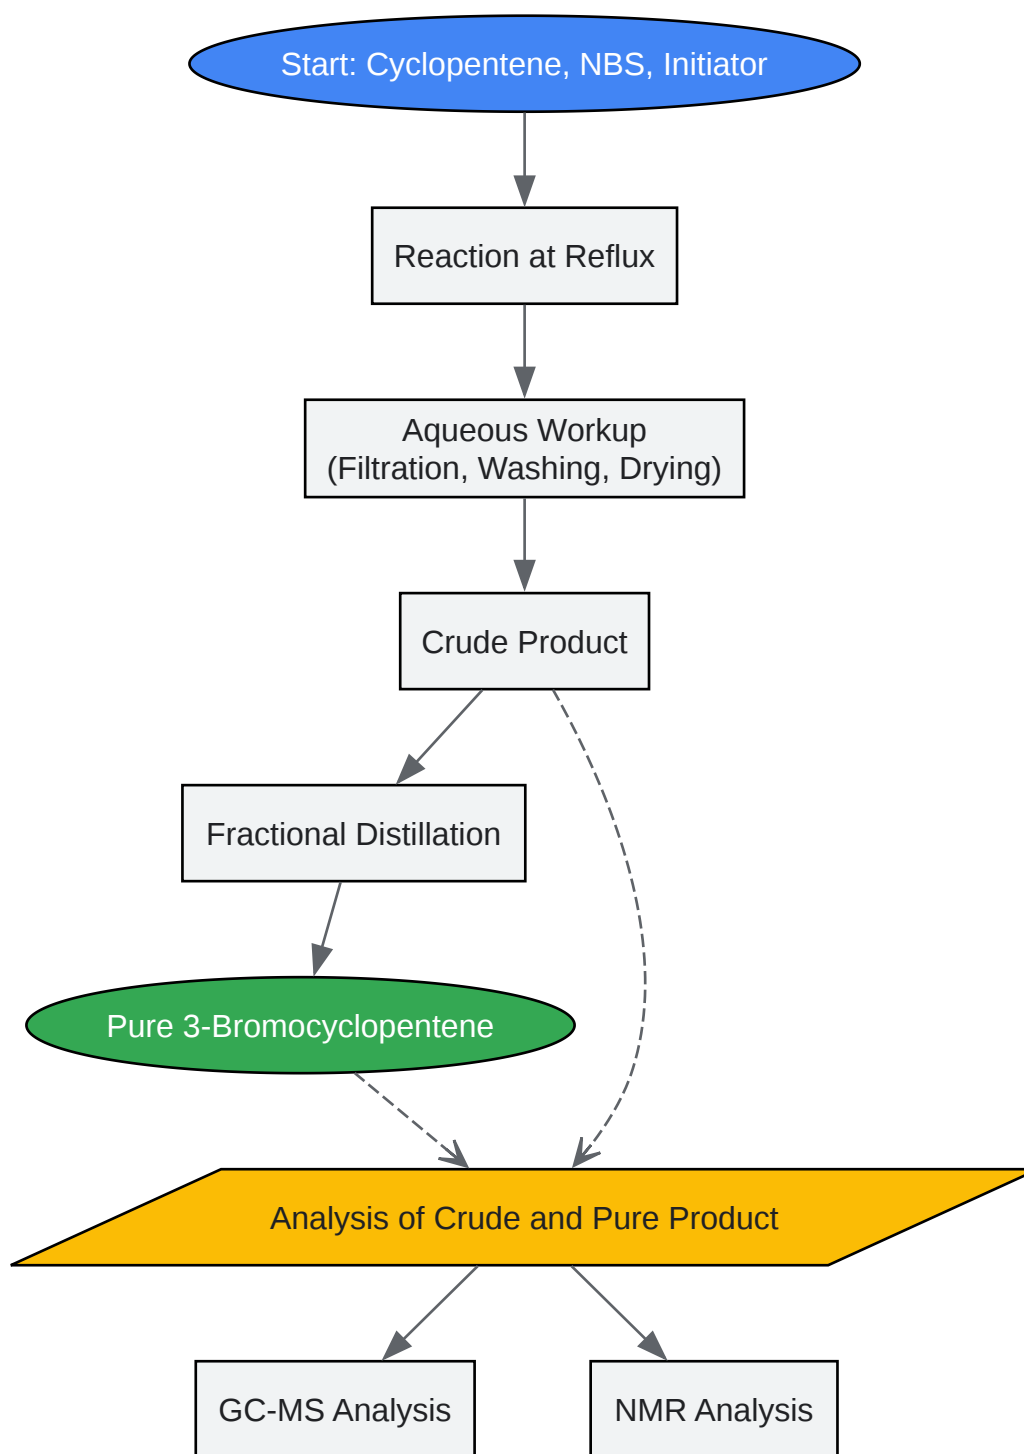 Start: Cyclopentene, NBS, Initiator
Reaction at Reflux
Aqueous Workup
(Filtration, Washing, Drying)
Crude Product
Fractional Distillation
Pure 3-Bromocyclopentene
Analysis of Crude and Pure Product
GC-MS Analysis
NMR Analysis